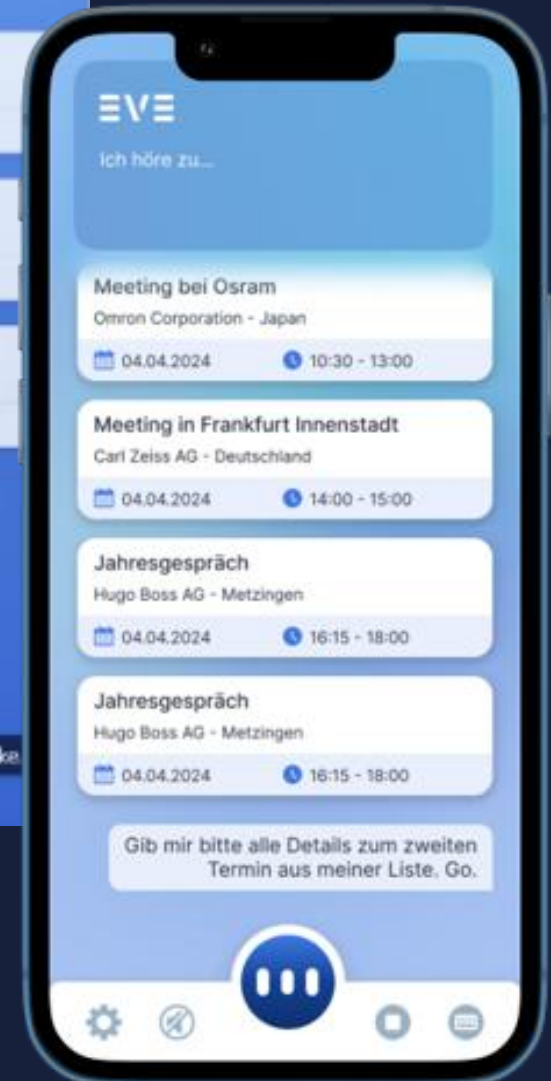 EVE
Ich höre zu...
Meeting bei Osram
Omron Corporation - Japan
04.04.2024 10:30 - 13:00
Meeting in Frankfurt Innenstadt
Carl Zeiss AG - Deutschland
04.04.2024 14:00 - 15:00
Jahresgespräch
Hugo Boss AG - Metzingen
04.04.2024 16:15 - 18:00
Jahresgespräch
Hugo Boss AG - Metzingen
04.04.2024 16:15 - 18:00
Gib mir bitte alle Details zum zweiten
Termin aus meiner Liste. Go.